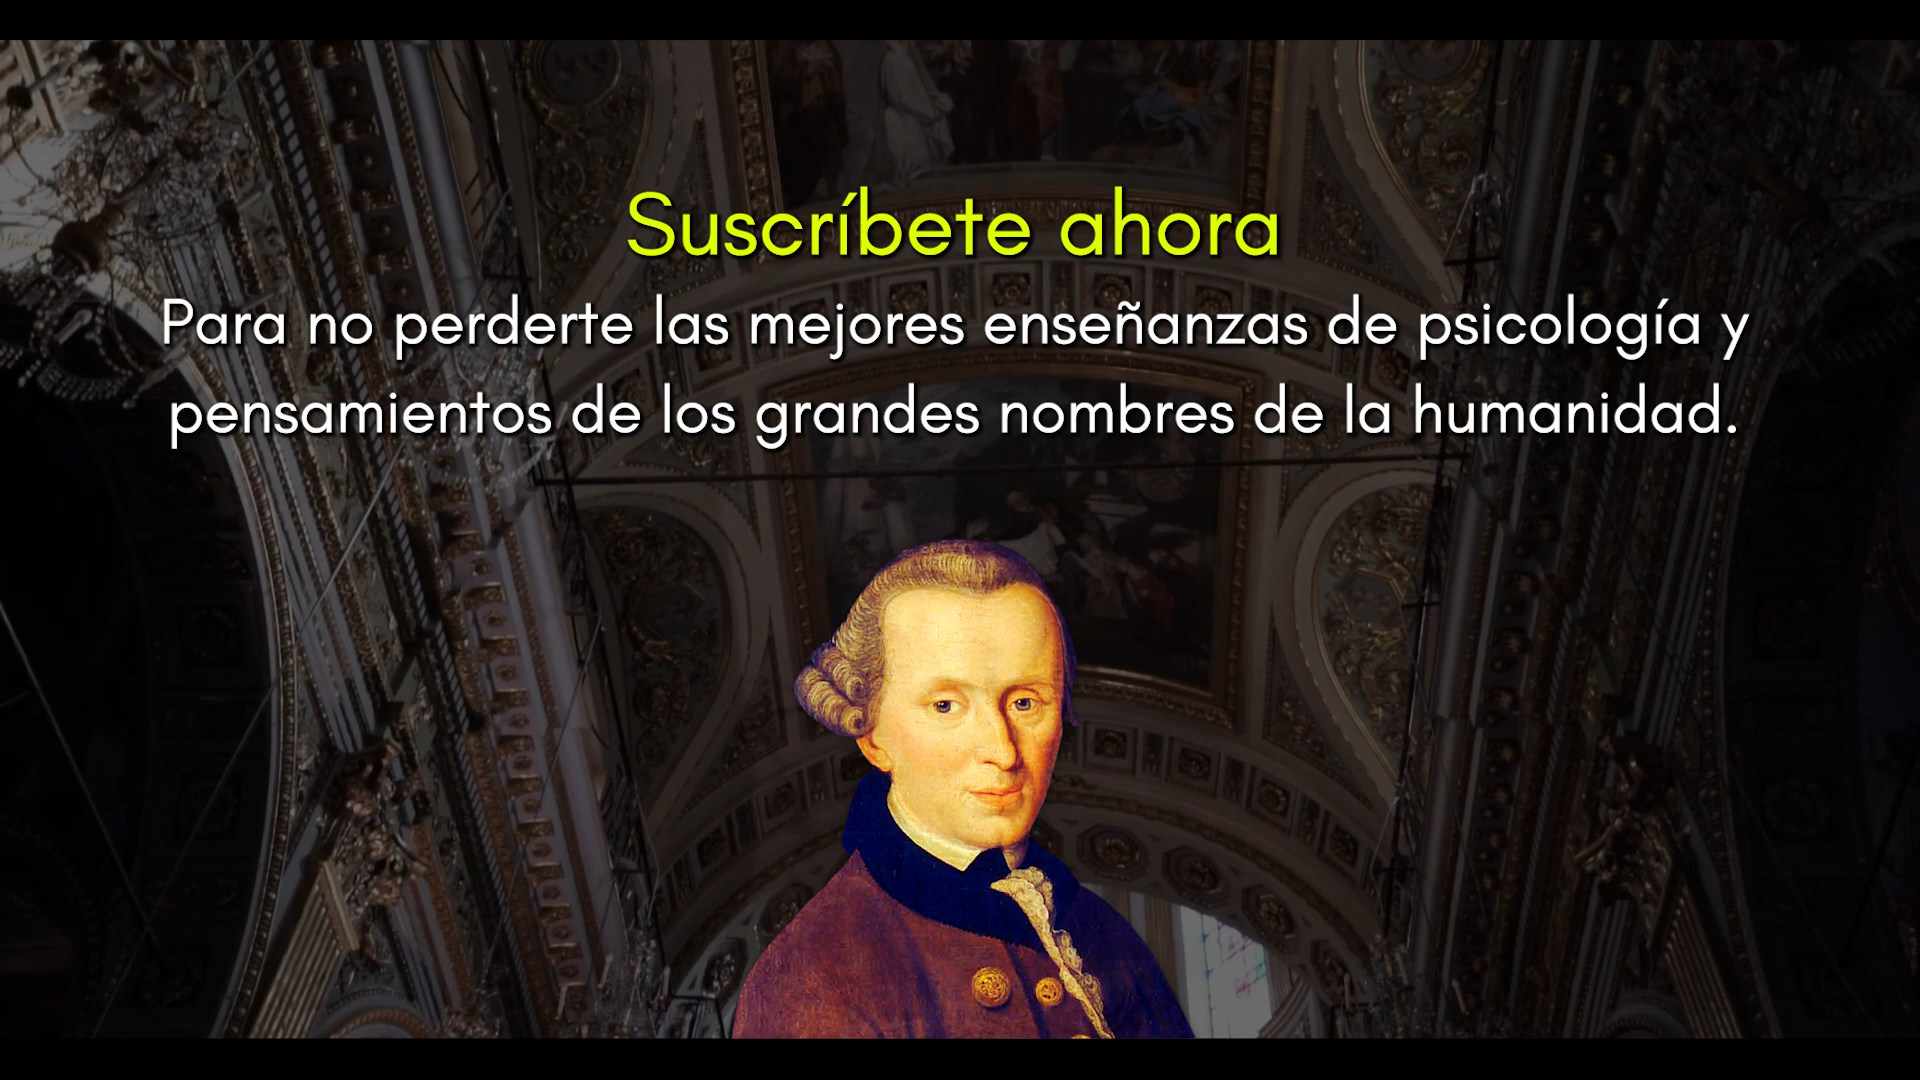 Suscríbete ahora
Para no perderte las mejores enseñanzas de psicología y
pensamientos de los grandes nombres de la humanidad.